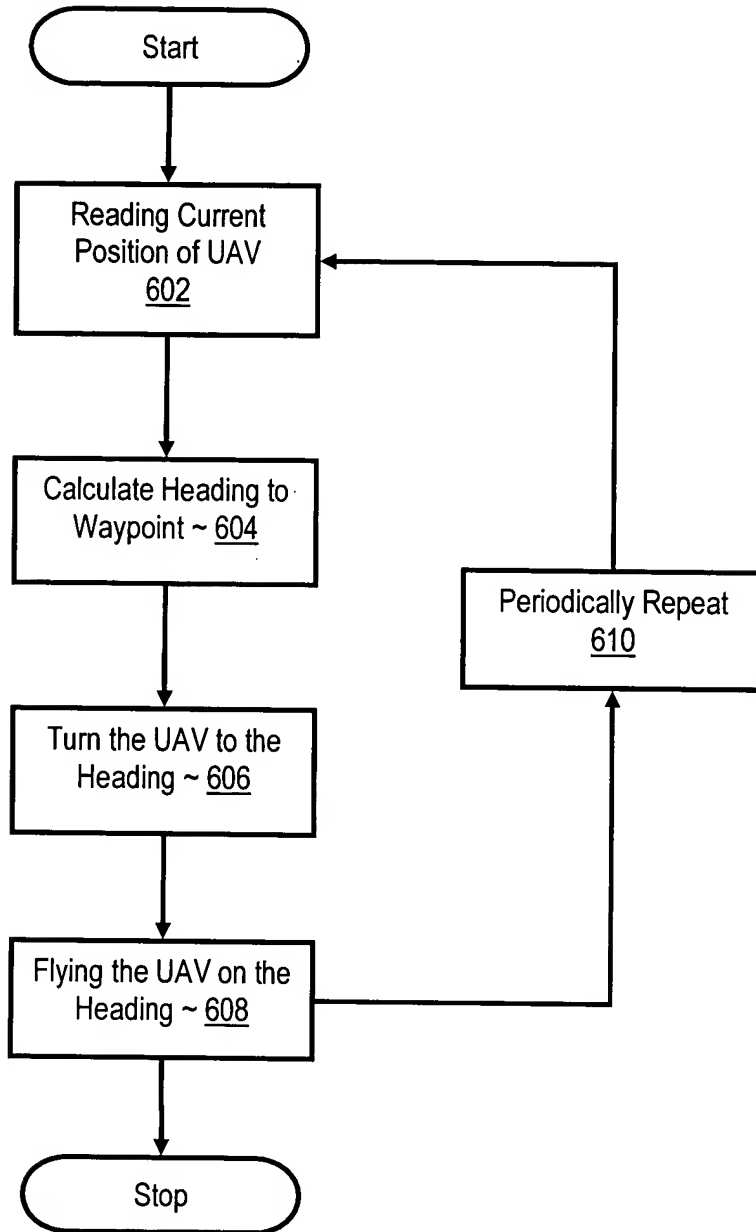 Start
Reading Current
Position of UAV
602
Calculate Heading to
Waypoint ~ 604
Periodically Repeat
610
Turn the UAV to the
Heading ~ 606
Flying the UAV on the
Heading ~ 608
Stop